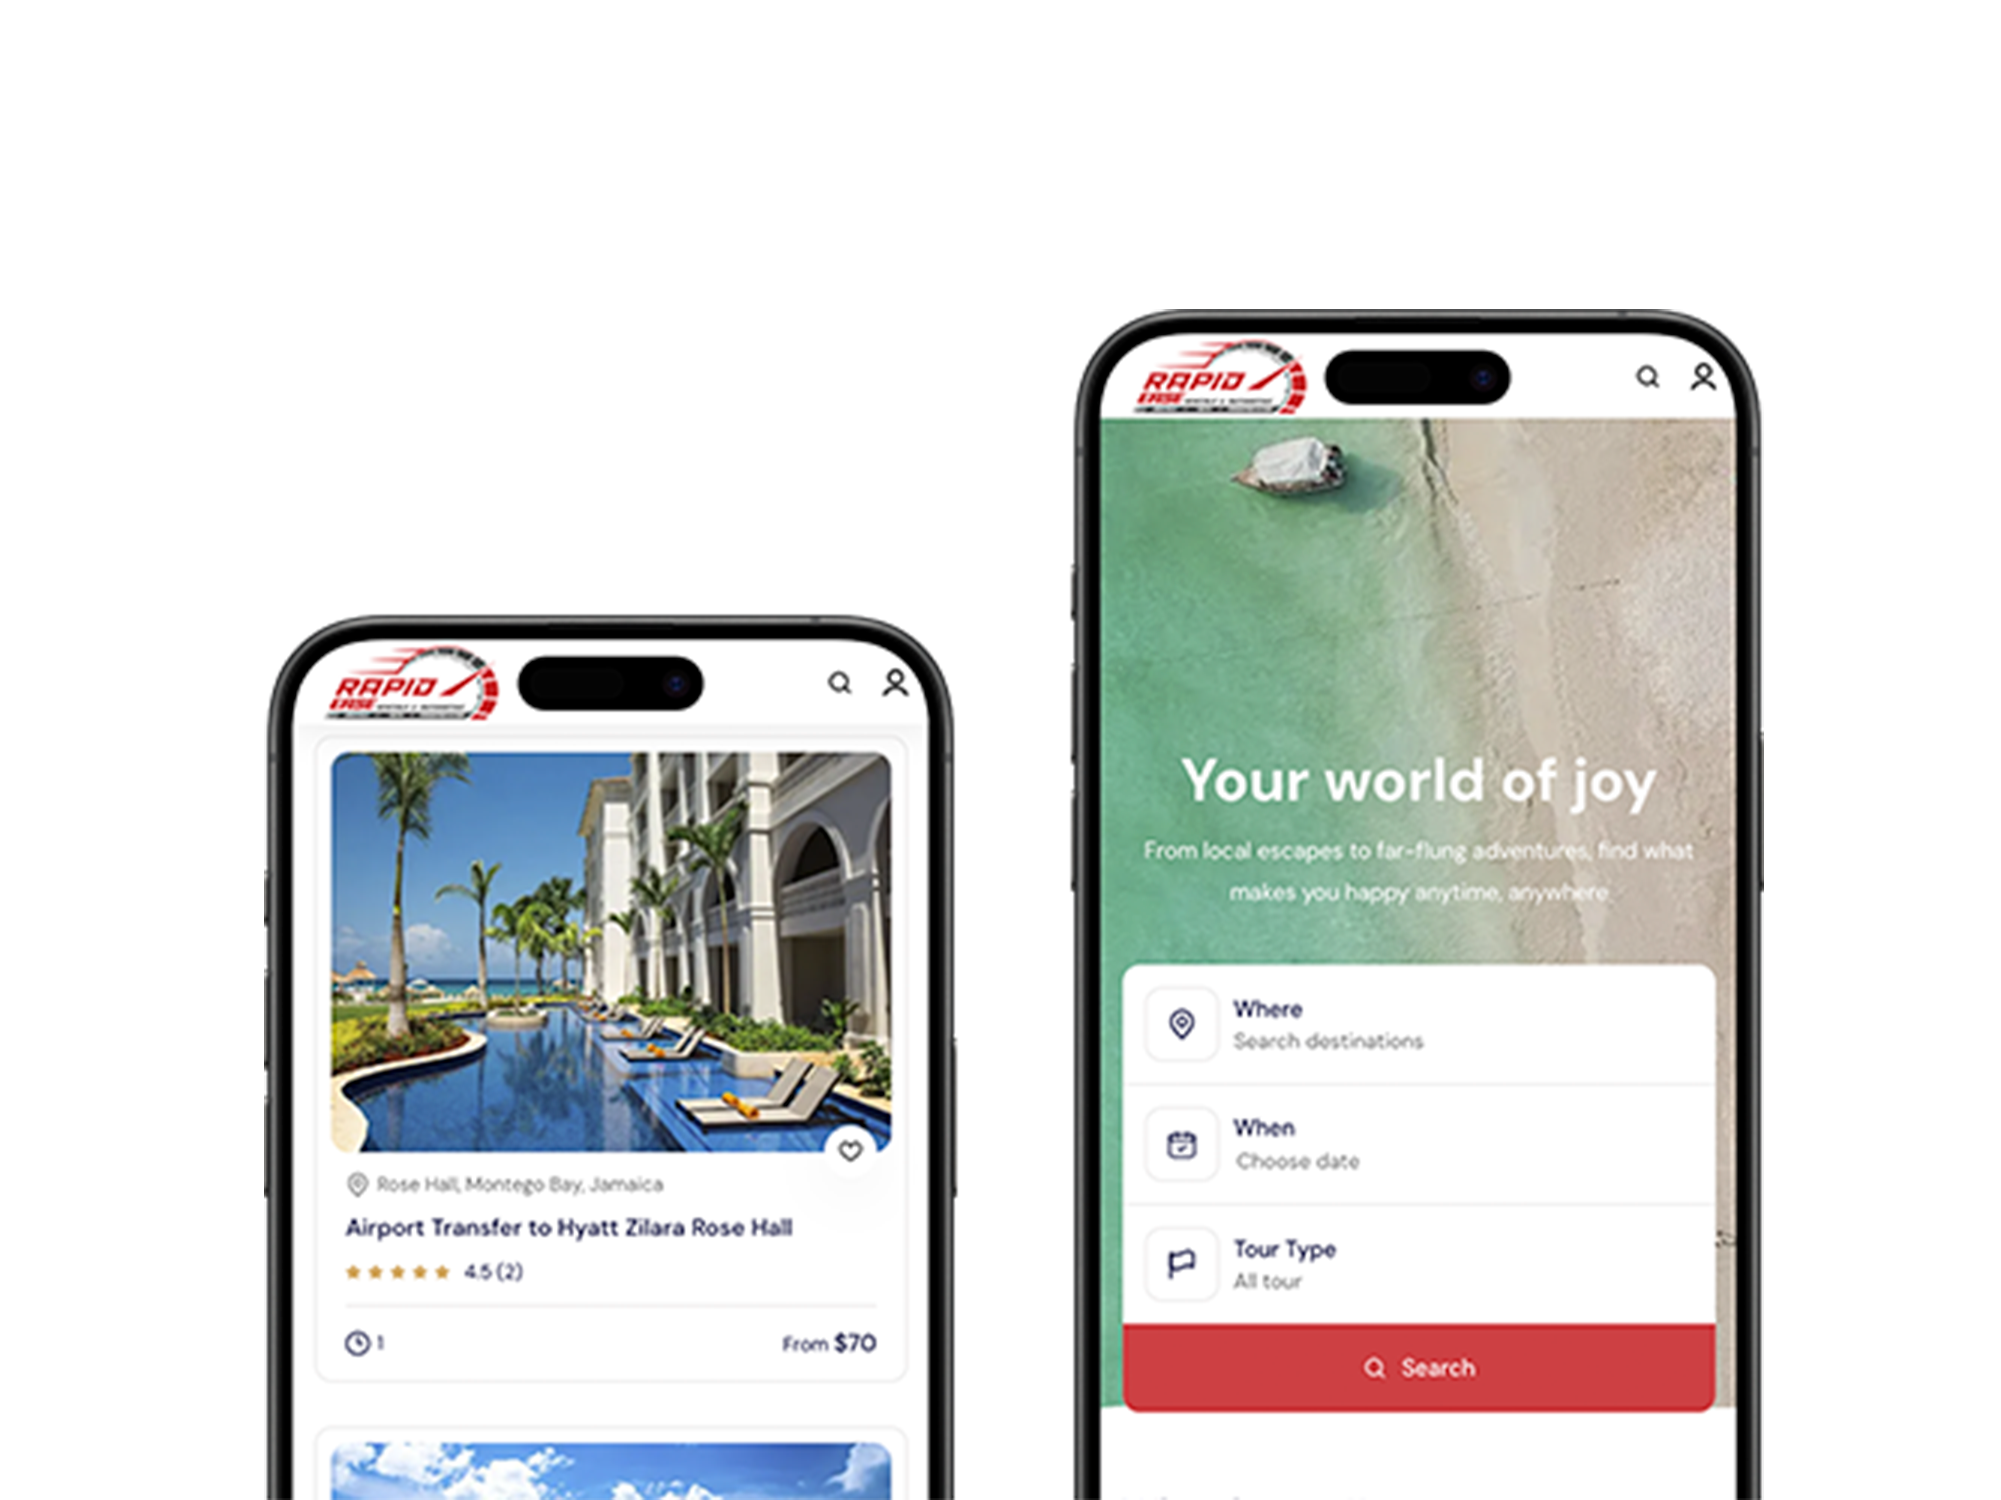 RAPID
EASE
Rose Hall, Montego Bay, Jamaica
Airport Transfer to Hyatt Zilara Rose Hall
4.5 (2)
1
From $70
RAPID
EASE
Your world of joy
From local escapes to far-flung adventures, find what
makes you happy anytime, anywhere
Where
Search destinations
When
Choose date
Tour Type
All tour
Search